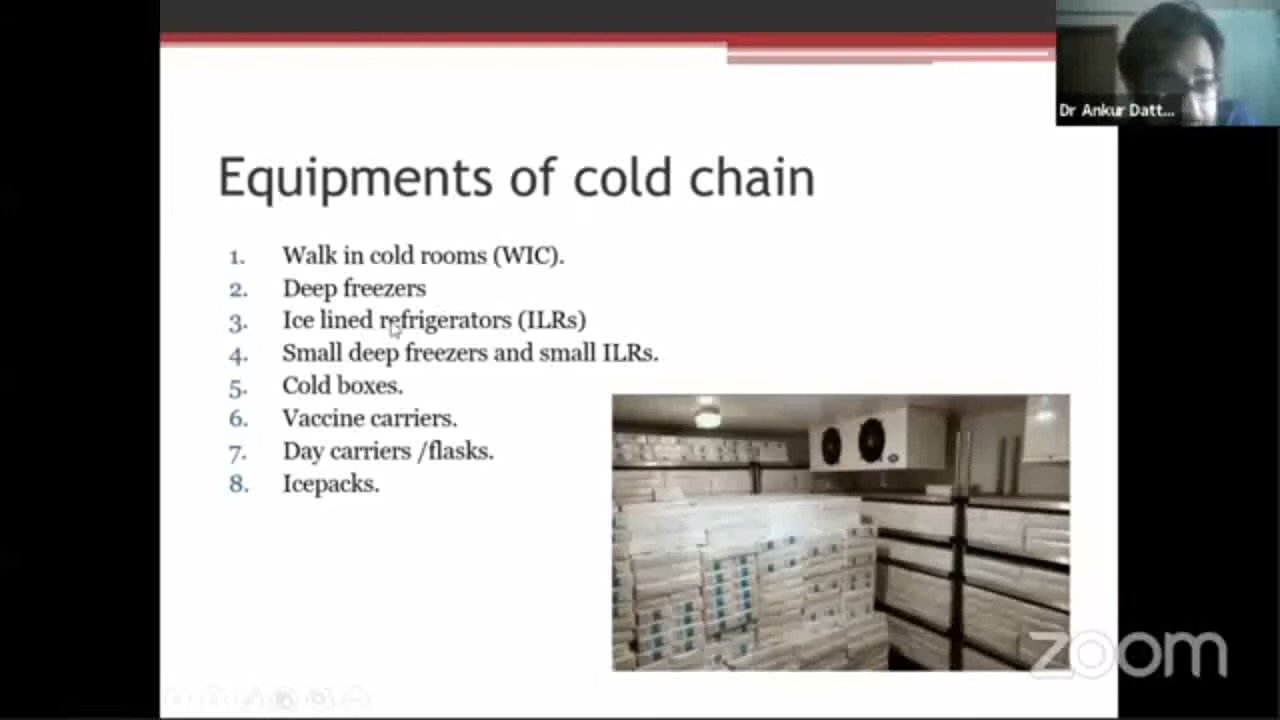 Dr Ankur Datt...
Equipments of cold chain
1. Walk in cold rooms (WIC).
2. Deep freezers
3. Ice lined refrigerators (ILRs)
4. Small deep freezers and small ILRs.
5. Cold boxes.
6. Vaccine carriers.
7. Day carriers /flasks.
8. Icepacks.
zoom